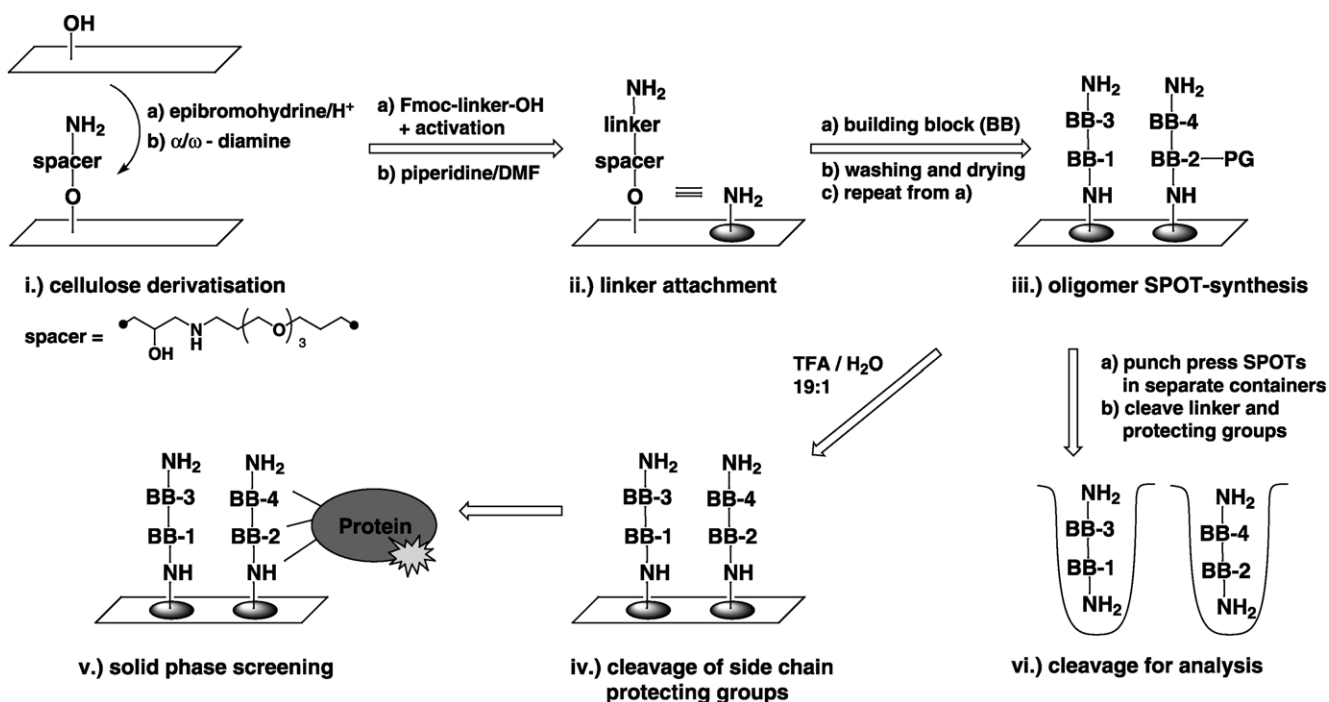 OH
a) epibromohydrine/H⁺
b) α/ω - diamine
NH₂
spacer
O
i.) cellulose derivatisation
spacer =
OH
N
H
O
3
a) Fmoc-linker-OH
+ activation
b) piperidine/DMF
NH₂
linker
spacer
O
NH₂
ii.) linker attachment
a) building block (BB)
b) washing and drying
c) repeat from a)
NH₂
BB-3
BB-1
NH
NH₂
BB-4
BB-2—PG
NH
iii.) oligomer SPOT-synthesis
TFA / H₂O
19:1
a) punch press SPOTs
in separate containers
b) cleave linker and
protecting groups
NH₂
BB-3
BB-1
NH
NH₂
BB-4
BB-2
NH
Protein
v.) solid phase screening
NH₂
BB-3
BB-1
NH
NH₂
BB-4
BB-2
NH
iv.) cleavage of side chain
protecting groups
NH₂
BB-3
BB-1
NH₂
NH₂
BB-4
BB-2
NH₂
vi.) cleavage for analysis